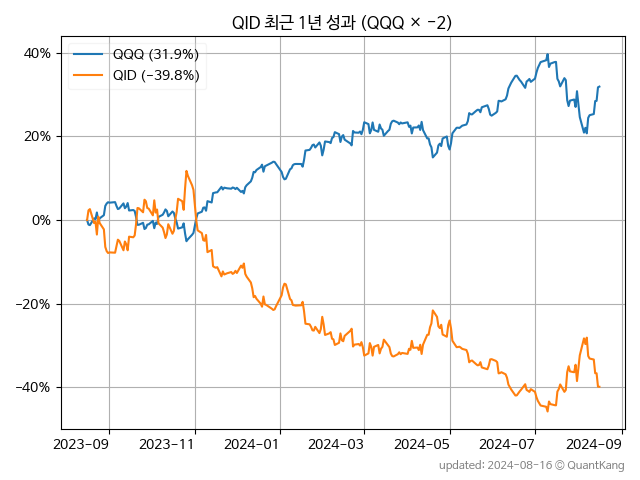 QID 최근 1년 성과 (QQQ × −2)
QQQ (31.9%)
QID (−39.8%)
40%
20%
0%
−20%
−40%
2023−09 2023−11 2024−01 2024−03 2024−05 2024−07 2024−09
updated: 2024−08−16 © QuantKang